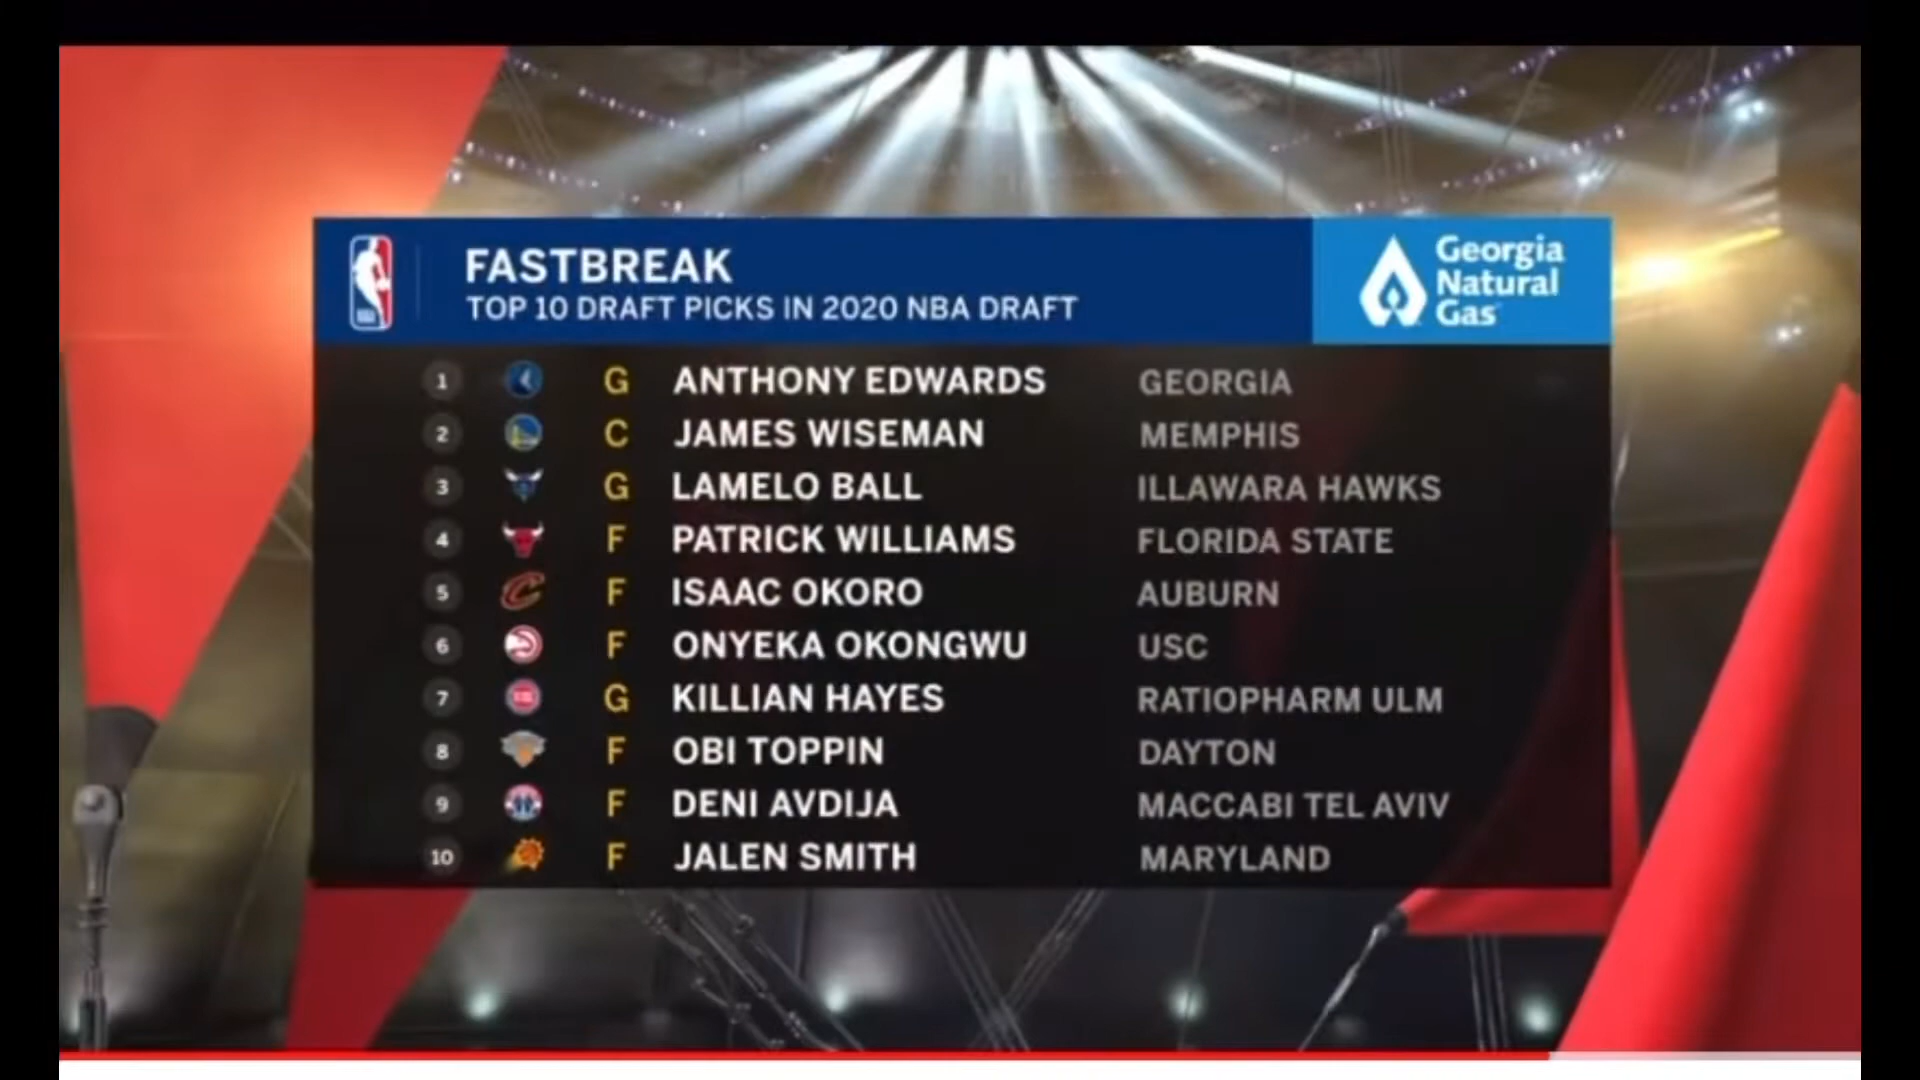 FASTBREAK
TOP 10 DRAFT PICKS IN 2020 NBA DRAFT
Georgia
Natural
Gas
1 G ANTHONY EDWARDS GEORGIA
2 C JAMES WISEMAN MEMPHIS
3 G LAMELO BALL ILLAWARA HAWKS
4 F PATRICK WILLIAMS FLORIDA STATE
5 F ISAAC OKORO AUBURN
6 F ONYEKA OKONGWU USC
7 G KILLIAN HAYES RATIOPHARM ULM
8 F OBI TOPPIN DAYTON
9 F DENI AVDIJA MACCABI TEL AVIV
10 F JALEN SMITH MARYLAND